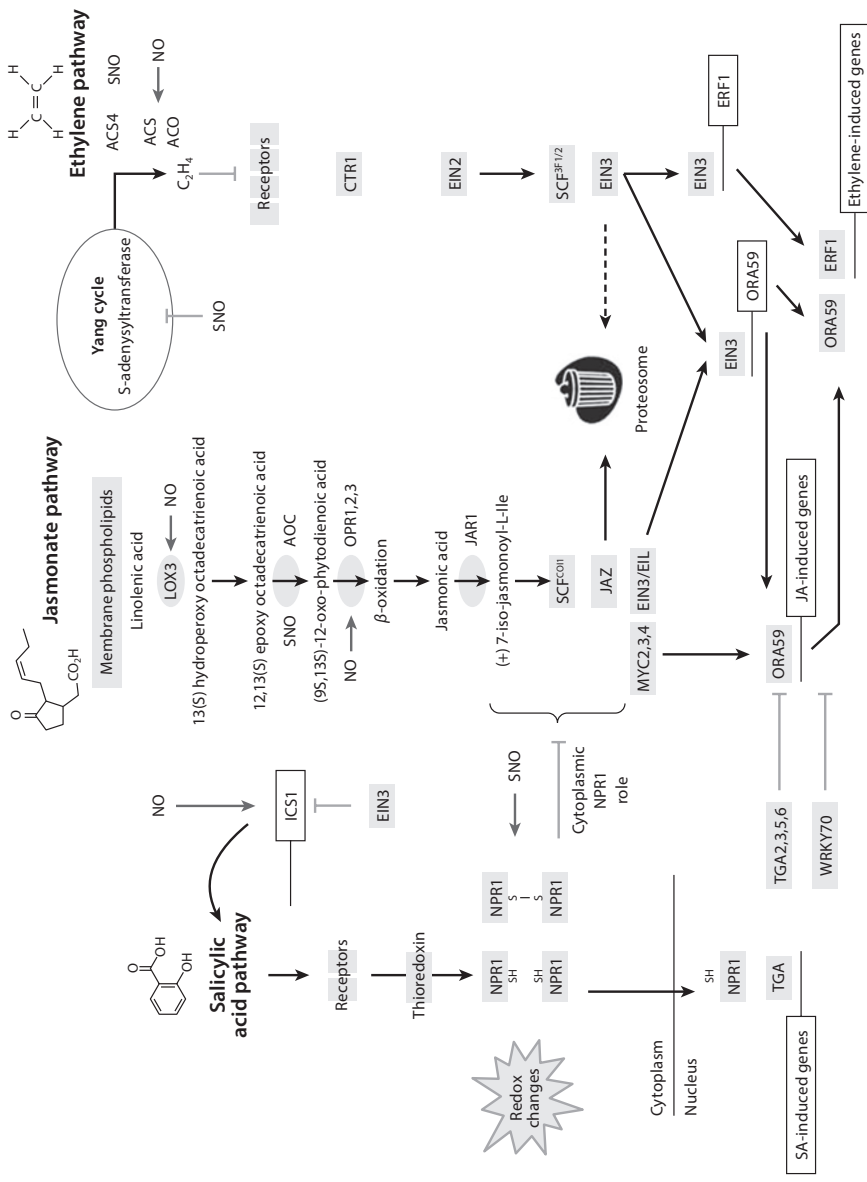 O
OH
OH
Salicylic
acid pathway
Receptors
Thioredoxin
NPR1
SH
SH
NPR1
NPR1
S
S
NPR1
Redox
changes
Cytoplasm
Nucleus
SH
NPR1
TGA
SA-induced genes
NO
ICS1
EIN3
SNO
Cytoplasmic
NPR1
role
TGA2,3,5,6
WRKY70
O
CO2H
Jasmonate pathway
Membrane phospholipids
Linolenic acid
LOX3
NO
13(S) hydroperoxy octadecatrienoic acid
12,13(S) epoxy octadecatrienoic acid
SNO
AOC
(9S,13S)-12-oxo-phytodienoic acid
NO
OPR1,2,3
β-oxidation
Jasmonic acid
JAR1
(+) 7-iso-jasmonoyl-L-Ile
SCFCOI1
JAZ
MYC2,3,4
EIN3/EIL
ORA59
JA-induced genes
Proteosome
Yang cycle
S-adenysyltransferase
SNO
H
H
C
C
H
H
Ethylene pathway
ACS4
SNO
ACS
ACO
NO
C2H4
Receptors
CTR1
EIN2
SCF3F1/2
EIN3
EIN3
ERF1
EIN3
ORA59
ORA59
ERF1
Ethylene-induced genes